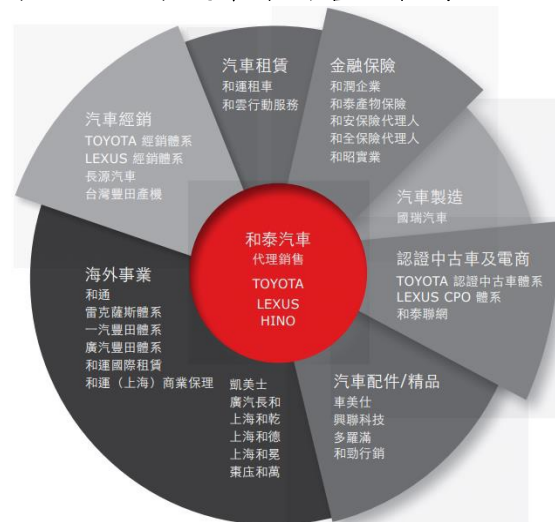 汽車租賃
和運租車
和雲行動服務
金融保險
和潤企業
和泰產物保險
和安保險代理人
和全保險代理人
和昭實業
汽車經銷
TOYOTA 經銷體系
LEXUS 經銷體系
長源汽車
台灣豐田產機
汽車製造
國瑞汽車
和泰汽車
代理銷售
TOYOTA
LEXUS
HINO
認證中古車及電商
TOYOTA 認證中古車體系
LEXUS CPO 體系
和泰聯網
海外事業
和通
雷克薩斯體系
一汽豐田體系
廣汽豐田體系
和運國際租賃
和運（上海）商業保理
凱美士
廣汽長和
上海和乾
上海和德
上海和冕
棗庄和萬
汽車配件/精品
車美仕
興聯科技
多羅滿
和勁行銷